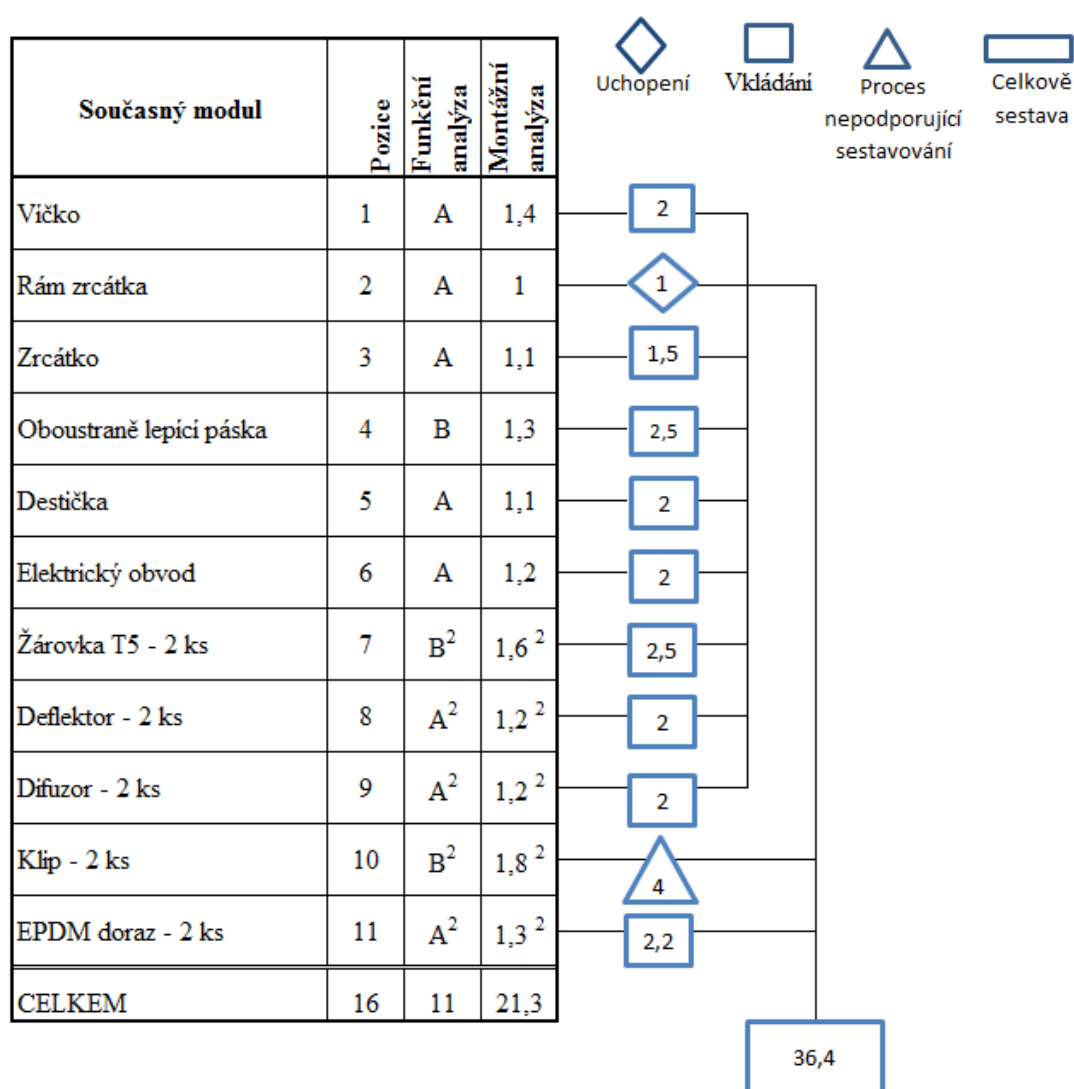 Současný modul Pozice Funkční analýza Montážní analýza
Uchopení
Vkládání
Proces
nepodporující
sestavování
Celkově
sestava
Víčko 1 A 1,4 2
Rám zrcátka 2 A 1 1
Zrcátko 3 A 1,1 1,5
Oboustraně lepící páska 4 B 1,3 2,5
Destička 5 A 1,1 2
Elektrický obvod 6 A 1,2 2
Žárovka T5 - 2 ks 7 B² 1,6 ² 2,5
Deflektor - 2 ks 8 A² 1,2 ² 2
Difuzor - 2 ks 9 A² 1,2 ² 2
Klip - 2 ks 10 B² 1,8 ² 4
EPDM doraz - 2 ks 11 A² 1,3 ² 2,2
CELKEM 16 11 21,3
36,4